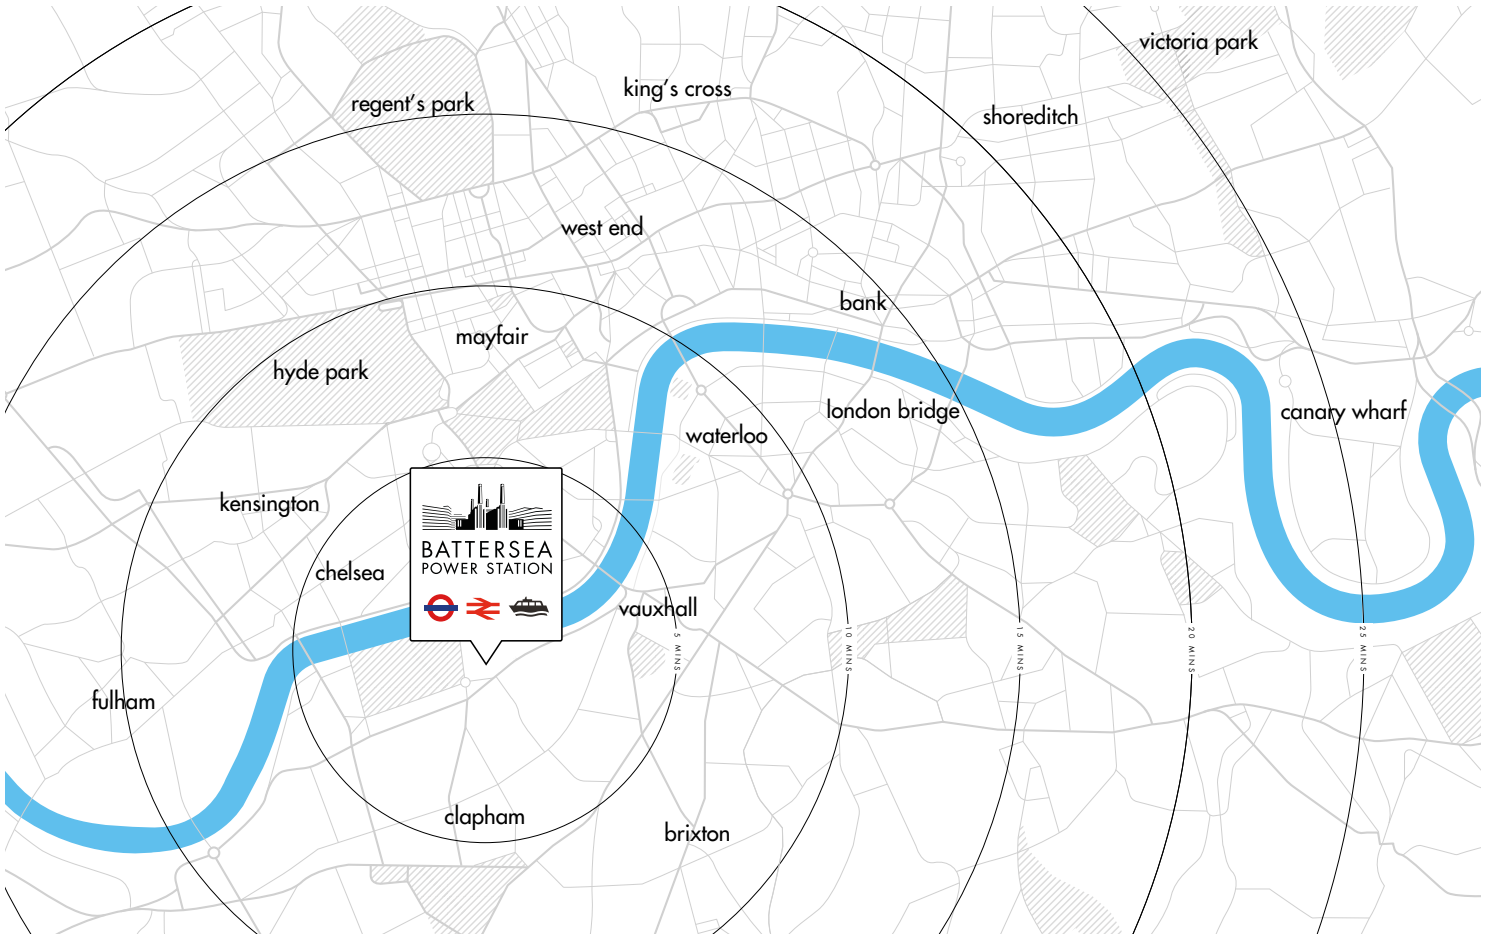 victoria park
king's cross
regent's park
shoreditch
west end
bank
mayfair
hyde park
london bridge
canary wharf
waterloo
kensington
BATTERSEA
POWER STATION
chelsea
vauxhall
5 MINS
10 MINS
15 MINS
20 MINS
25 MINS
fulham
clapham
brixton